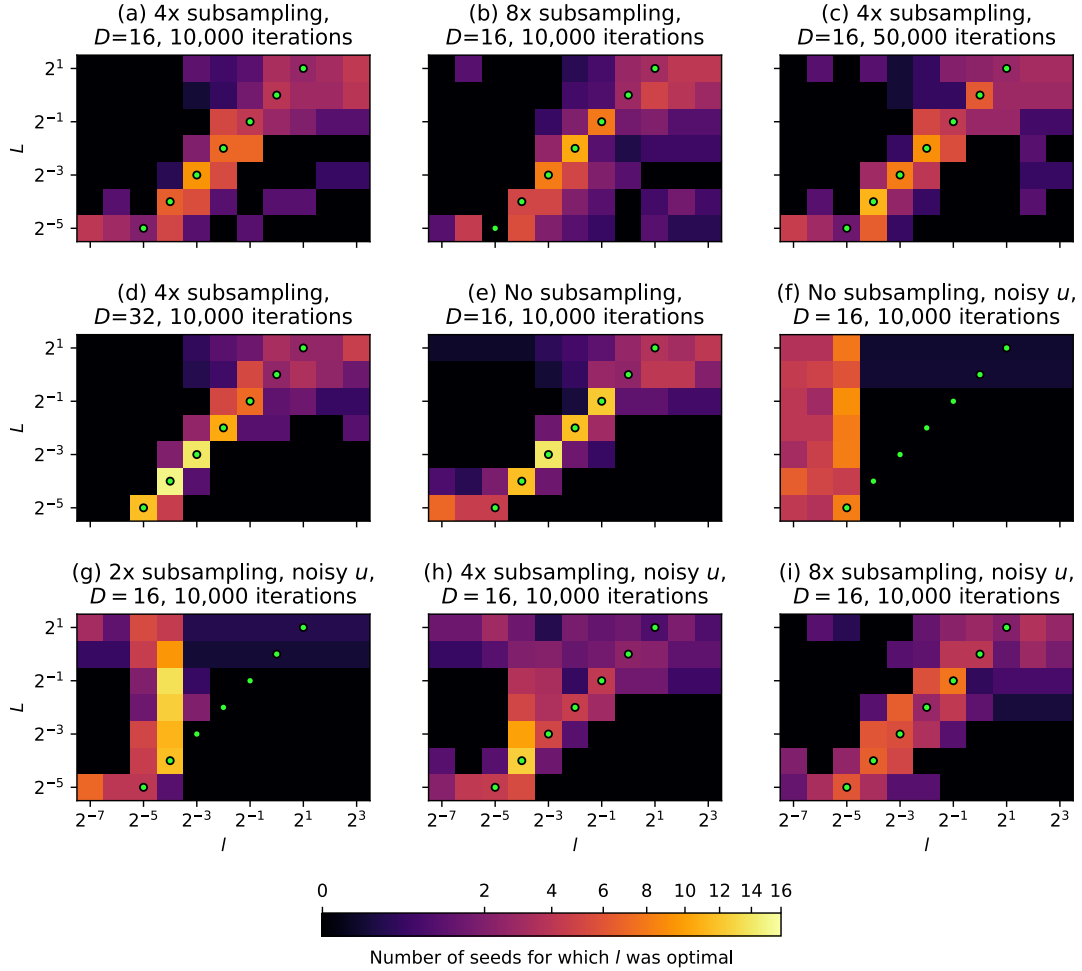 (a) 4x subsampling,
D=16, 10,000 iterations
(b) 8x subsampling,
D=16, 10,000 iterations
(c) 4x subsampling,
D=16, 50,000 iterations
2^1
2^-1
L
2^-3
2^-5
(d) 4x subsampling,
D=32, 10,000 iterations
(e) No subsampling,
D=16, 10,000 iterations
(f) No subsampling, noisy u,
D = 16, 10,000 iterations
2^1
2^-1
L
2^-3
2^-5
(g) 2x subsampling, noisy u,
D = 16, 10,000 iterations
(h) 4x subsampling, noisy u,
D = 16, 10,000 iterations
(i) 8x subsampling, noisy u,
D = 16, 10,000 iterations
2^1
2^-1
L
2^-3
2^-5
2^-7 2^-5 2^-3 2^-1 2^1 2^3
l
2^-7 2^-5 2^-3 2^-1 2^1 2^3
l
2^-7 2^-5 2^-3 2^-1 2^1 2^3
l
0 2 4 6 8 10 12 14 16
Number of seeds for which l was optimal